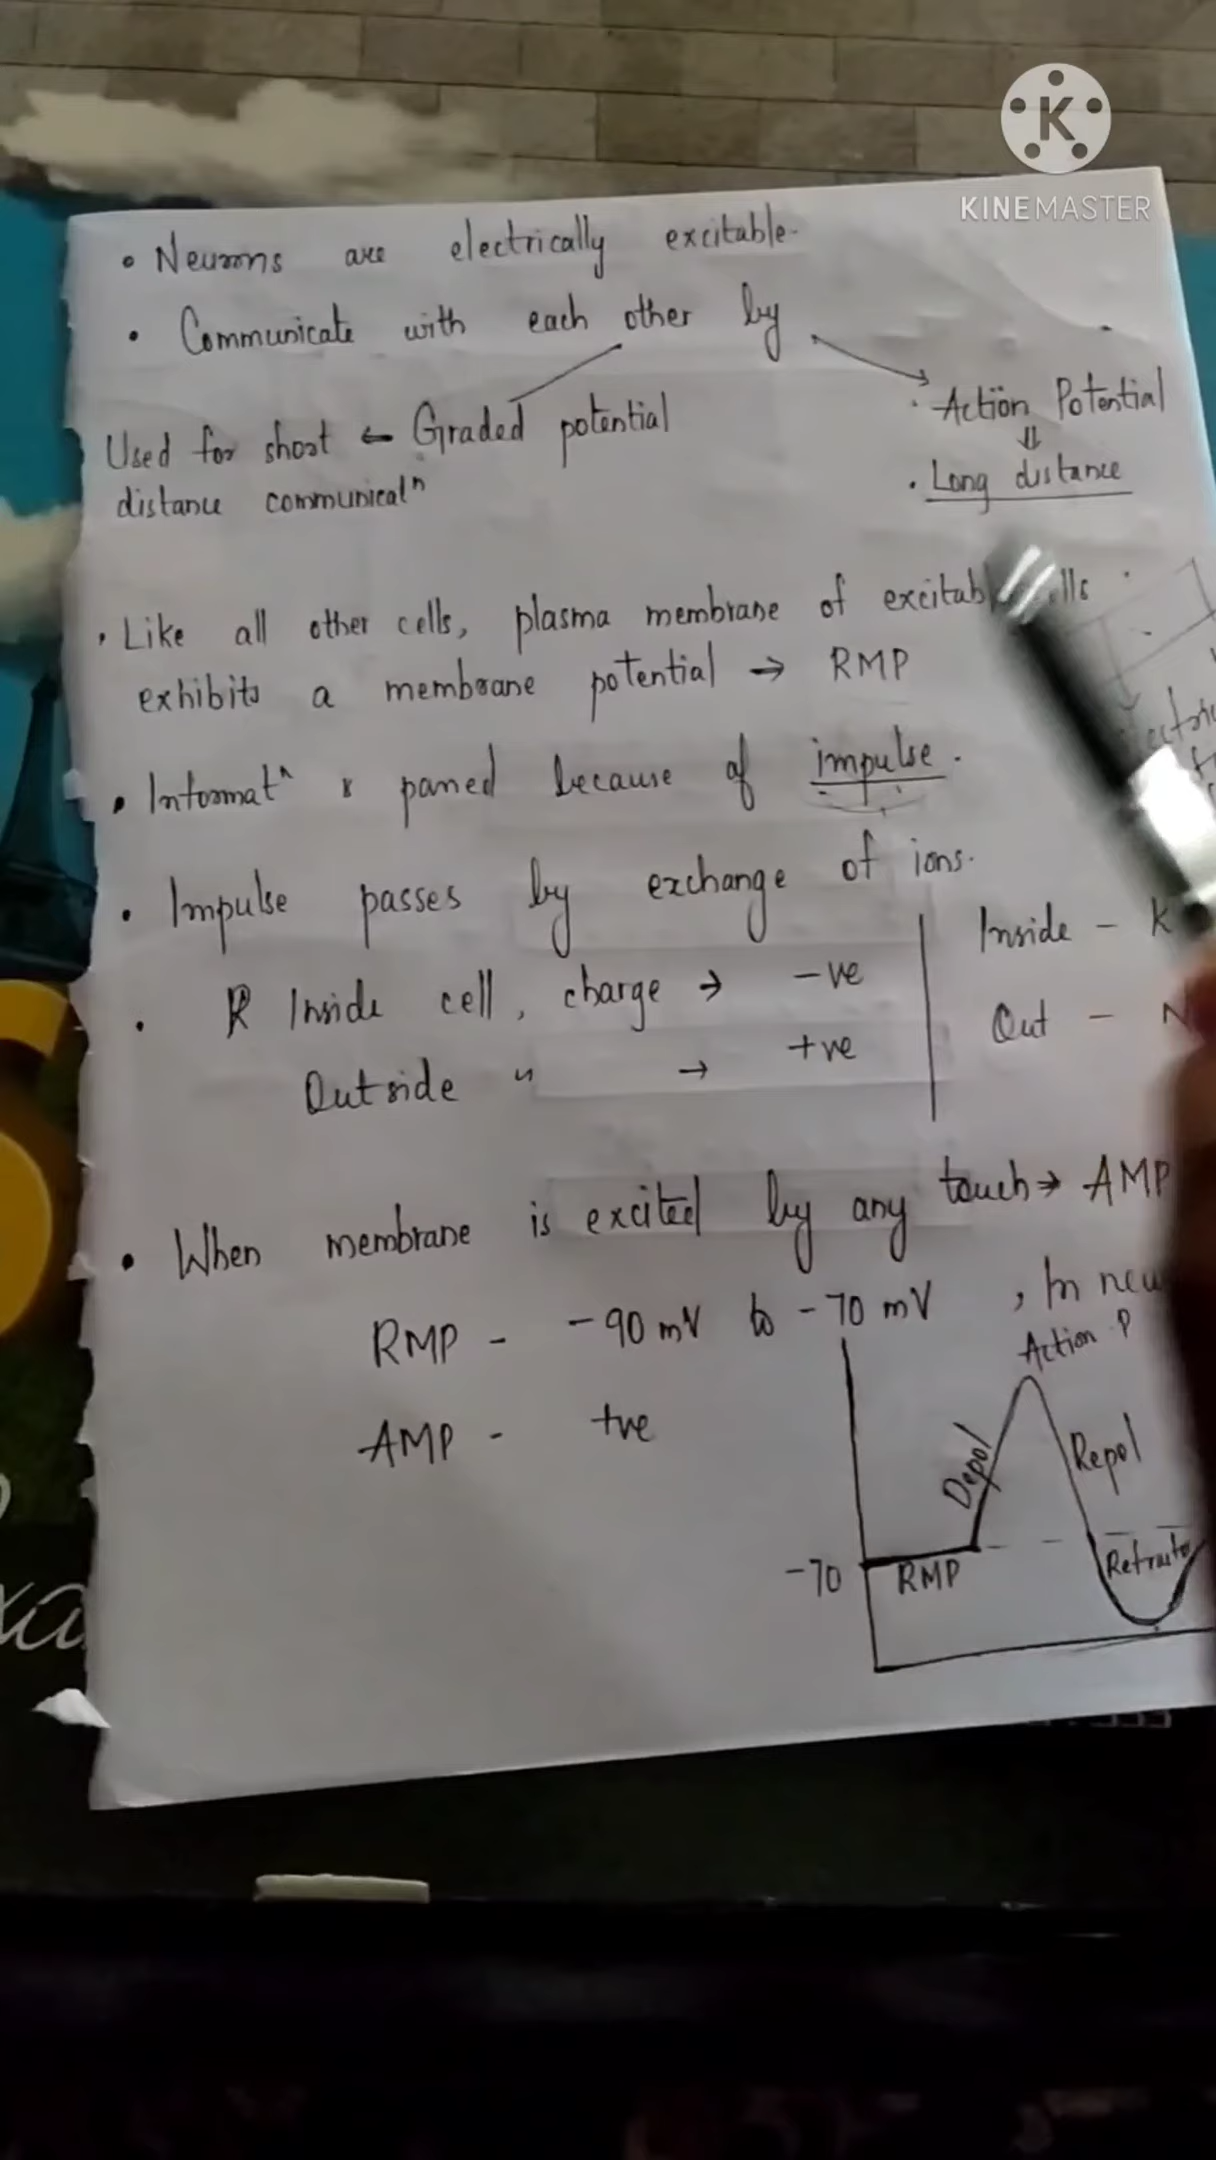 K
KINEMASTER
• Neurons are electrically excitable.
• Communicate with each other by
Used for short ← Graded potential
distance communicatⁿ
• Action Potential
⇓
• Long distance
• Like all other cells, plasma membrane of
exhibits a membrane potential → RMP
• Informatⁿ is passed because of impulse.
• Impulse passes by exchange of ions.
• Inside cell, charge → -ve
Outside " → +ve
Inside - K
Out - N
• When membrane is excited by any touch → AMP
RMP - -90 mV to -70 mV , In
AMP - +ve
Action P
Depol
Repol
-70
RMP